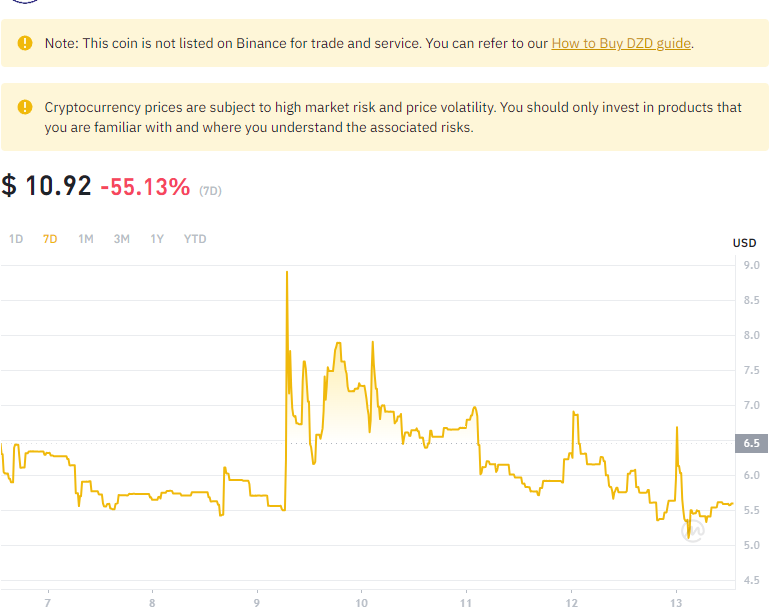 Note: This coin is not listed on Binance for trade and service. You can refer to our How to Buy DZD guide.
Cryptocurrency prices are subject to high market risk and price volatility. You should only invest in products that
you are familiar with and where you understand the associated risks.
$ 10.92 -55.13% (7D)
1D 7D 1M 3M 1Y YTD
USD
9.0
8.5
8.0
7.5
7.0
6.5
6.0
5.5
5.0
4.5
7 8 9 10 11 12 13